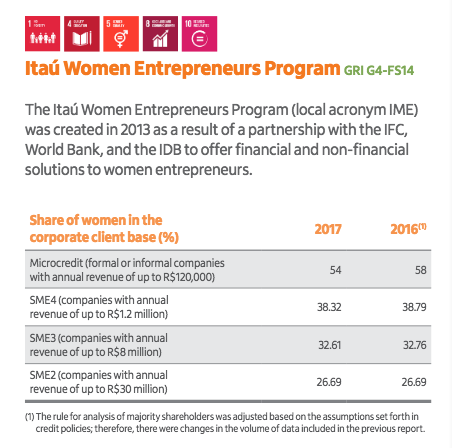 1 NO POVERTY
4 QUALITY EDUCATION
5 GENDER EQUALITY
8 DECENT WORK AND ECONOMIC GROWTH
10 REDUCED INEQUALITIES
Itaú Women Entrepreneurs Program GRI G4-FS14
The Itaú Women Entrepreneurs Program (local acronym IME)
was created in 2013 as a result of a partnership with the IFC,
World Bank, and the IDB to offer financial and non-financial
solutions to women entrepreneurs.
Share of women in the
corporate client base (%)
2017 2016(1)
Microcredit (formal or informal companies
with annual revenue of up to R$120,000)
54 58
SME4 (companies with annual
revenue of up to R$1.2 million)
38.32 38.79
SME3 (companies with annual
revenue of up to R$8 million)
32.61 32.76
SME2 (companies with annual
revenue of up to R$30 million)
26.69 26.69
(1) The rule for analysis of majority shareholders was adjusted based on the assumptions set forth in
credit policies; therefore, there were changes in the volume of data included in the previous report.